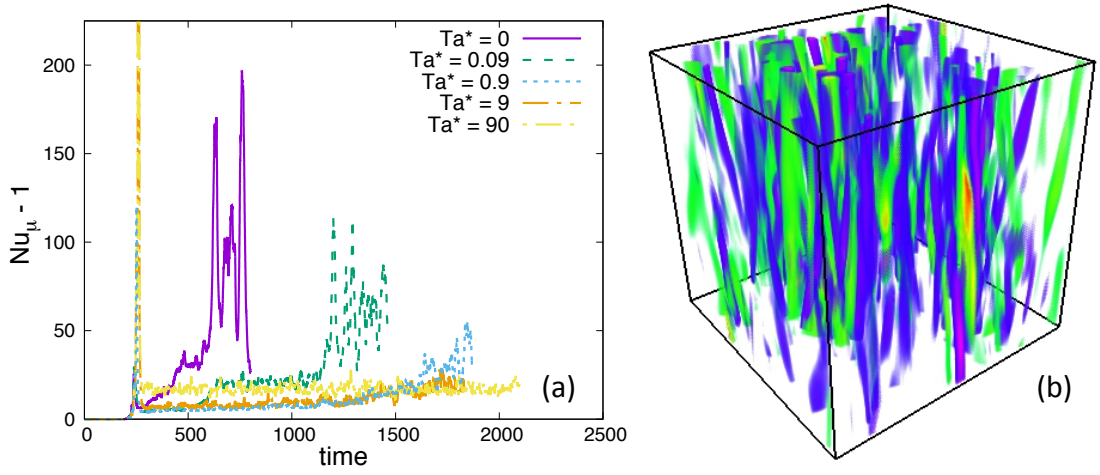 Ta* = 0
Ta* = 0.09
Ta* = 0.9
Ta* = 9
Ta* = 90
200
150
100
50
0
Nuμ - 1
0 500 1000 1500 2000 2500
time
(a)
(b)